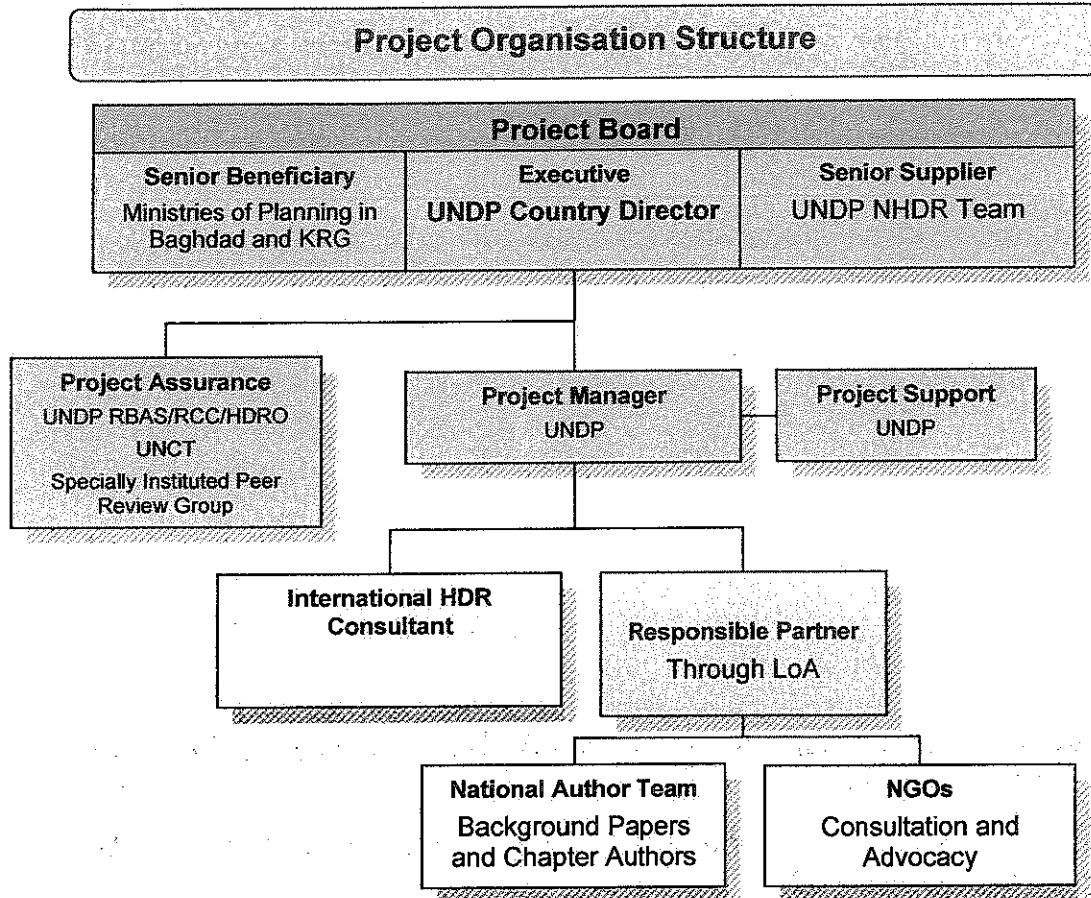 Project Organisation Structure
Project Board
Senior Beneficiary
Ministries of Planning in
Baghdad and KRG
Executive
UNDP Country Director
Senior Supplier
UNDP NHDR Team
Project Assurance
UNDP RBAS/RCC/HDRO
UNCT
Specially Instituted Peer
Review Group
Project Manager
UNDP
Project Support
UNDP
International HDR
Consultant
Responsible Partner
Through LoA
National Author Team
Background Papers
and Chapter Authors
NGOs
Consultation and
Advocacy